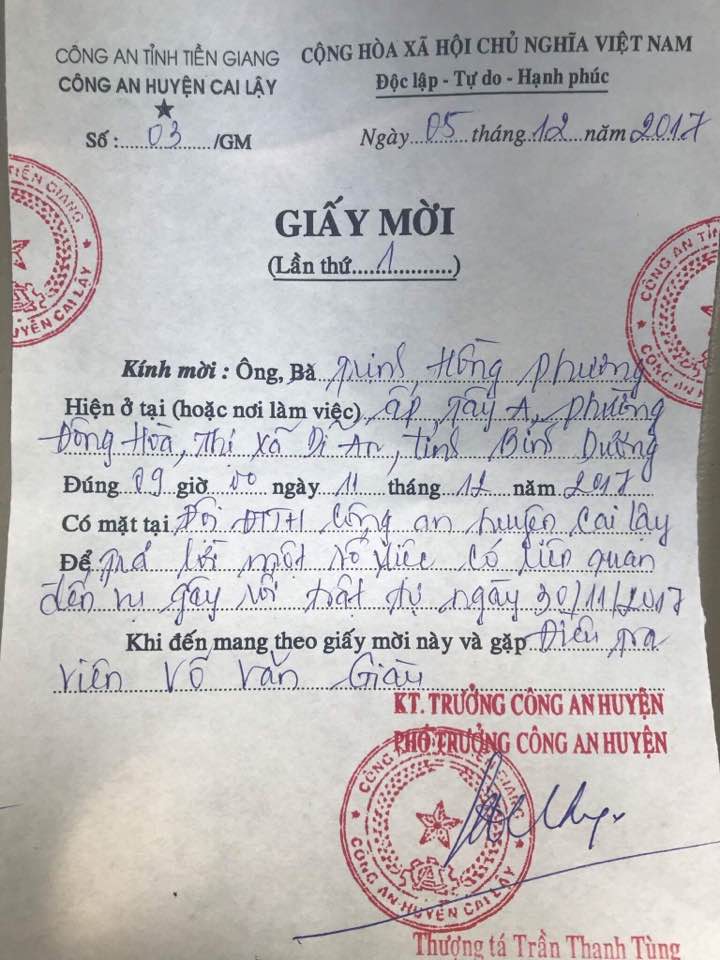 CÔNG AN TỈNH TIỀN GIANG
CÔNG AN HUYỆN CAI LẬY
Số: 03 /GM
CỘNG HÒA XÃ HỘI CHỦ NGHĨA VIỆT NAM
Độc lập - Tự do - Hạnh phúc
Ngày 05 tháng 12 năm 2017
GIẤY MỜI
(Lần thứ 1)
Kính mời : Ông, Bà Trịnh Hồng Phương
Hiện ở tại (hoặc nơi làm việc) ấp Tây A, phường
Đông Hòa, Thị xã Dĩ An, tỉnh Bình Dương
Đúng 09 giờ 00 ngày 11 tháng 12 năm 2017
Có mặt tại Đội ĐTTH Công an huyện Cai Lậy
Để trả lời một số việc có liên quan
đến vụ gây rối trật tự ngày 30/11/2017
Khi đến mang theo giấy mời này và gặp Điều tra
viên Võ Văn Giàu
KT. TRƯỞNG CÔNG AN HUYỆN
PHÓ TRƯỞNG CÔNG AN HUYỆN
CÔNG AN HUYỆN CAI LẬY
Thượng tá Trần Thanh Tùng